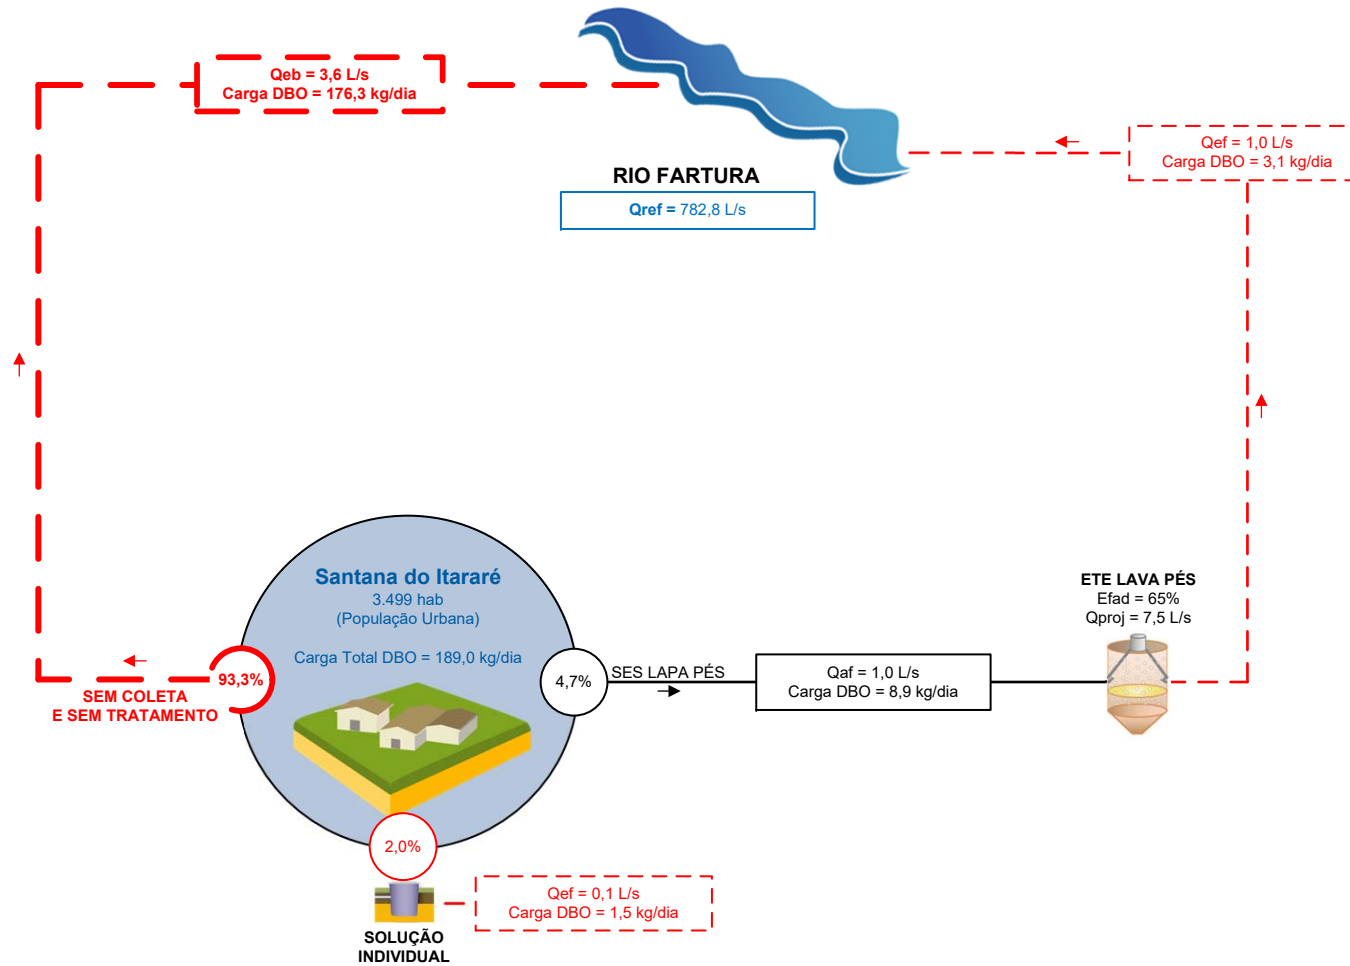 Qeb = 3,6 L/s
Carga DBO = 176,3 kg/dia
RIO FARTURA
Qref = 782,8 L/s
Qef = 1,0 L/s
Carga DBO = 3,1 kg/dia
Santana do Itararé
3.499 hab
(População Urbana)
Carga Total DBO = 189,0 kg/dia
93,3%
SEM COLETA
E SEM TRATAMENTO
4,7%
SES LAPA PÉS
Qaf = 1,0 L/s
Carga DBO = 8,9 kg/dia
ETE LAVA PÉS
Efad = 65%
Qproj = 7,5 L/s
2,0%
Qef = 0,1 L/s
Carga DBO = 1,5 kg/dia
SOLUÇÃO
INDIVIDUAL